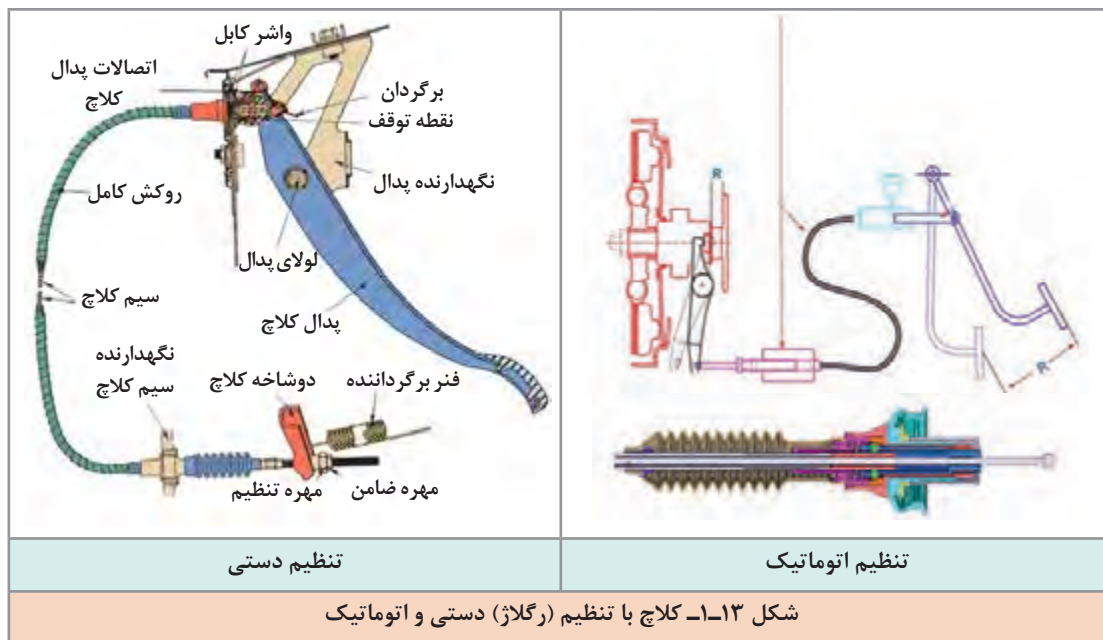 واشر کابل
اتصالات پدال
کلاچ
برگردان
نقطه توقف
نگهدارنده پدال
روکش کامل
لولای پدال
سیم کلاچ
پدال کلاچ
نگهدارنده
سیم کلاچ
دوشاخه کلاچ
فنر برگرداننده
مهره تنظیم
مهره ضامن
R
R
تنظیم دستی
تنظیم اتوماتیک
شکل ۱۳ـ۱ـ کلاچ با تنظیم (رگلاژ) دستی و اتوماتیک